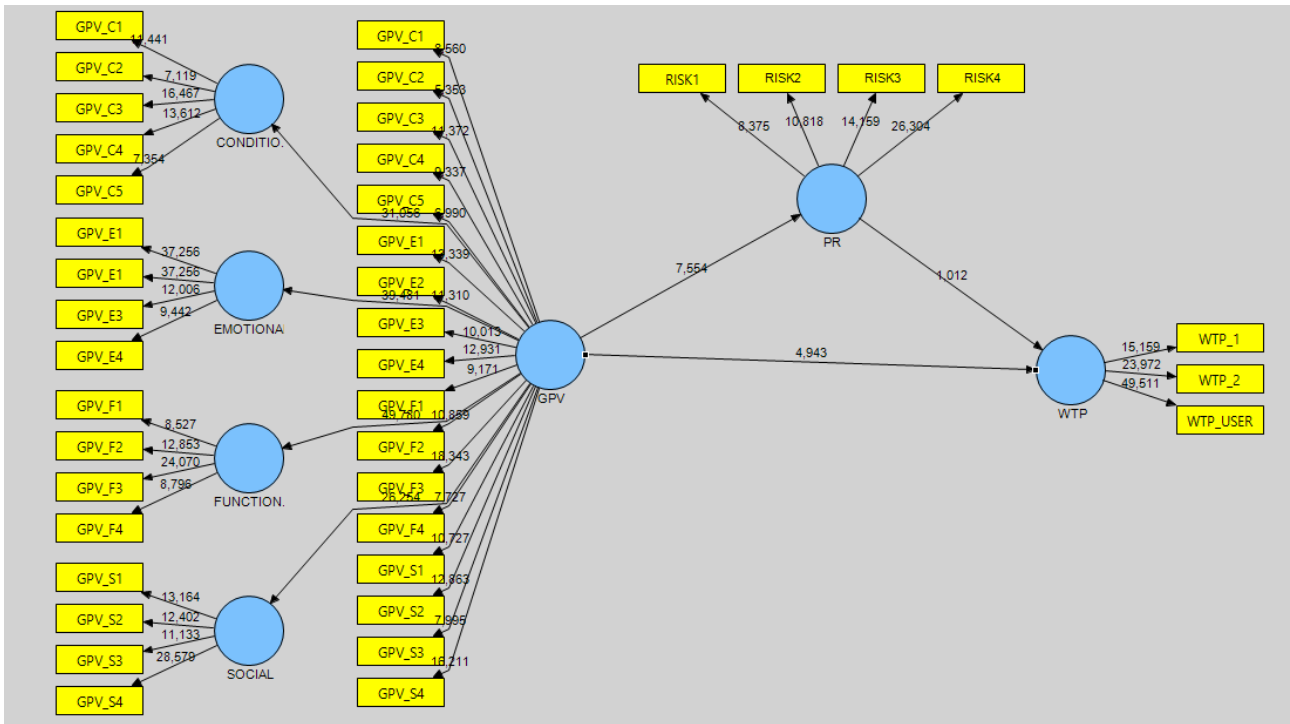 GPV_C1
GPV_C2
GPV_C3
GPV_C4
GPV_C5
11,441
7,119
16,467
13,612
7,354
CONDITIO.
GPV_E1
GPV_E1
GPV_E3
GPV_E4
37,256
37,256
12,006
9,442
EMOTIONA
GPV_F1
GPV_F2
GPV_F3
GPV_F4
8,527
12,853
24,070
8,796
FUNCTION.
GPV_S1
GPV_S2
GPV_S3
GPV_S4
13,164
12,402
11,133
28,579
SOCIAL
GPV_C1
GPV_C2
GPV_C3
GPV_C4
GPV_C5
GPV_E1
GPV_E2
GPV_E3
GPV_E4
GPV_F1
GPV_F2
GPV_F3
GPV_F4
GPV_S1
GPV_S2
GPV_S3
GPV_S4
8,560
5,353
11,372
9,337
6,990
31,056
12,339
11,310
39,481
10,013
12,931
9,171
10,859
49,780
18,343
7,727
26,254
10,727
12,863
7,995
16,211
GPV
RISK1
RISK2
RISK3
RISK4
8,375
10,818
14,159
26,304
PR
7,554
1,012
4,943
WTP
15,159
23,972
49,511
WTP_1
WTP_2
WTP_USER